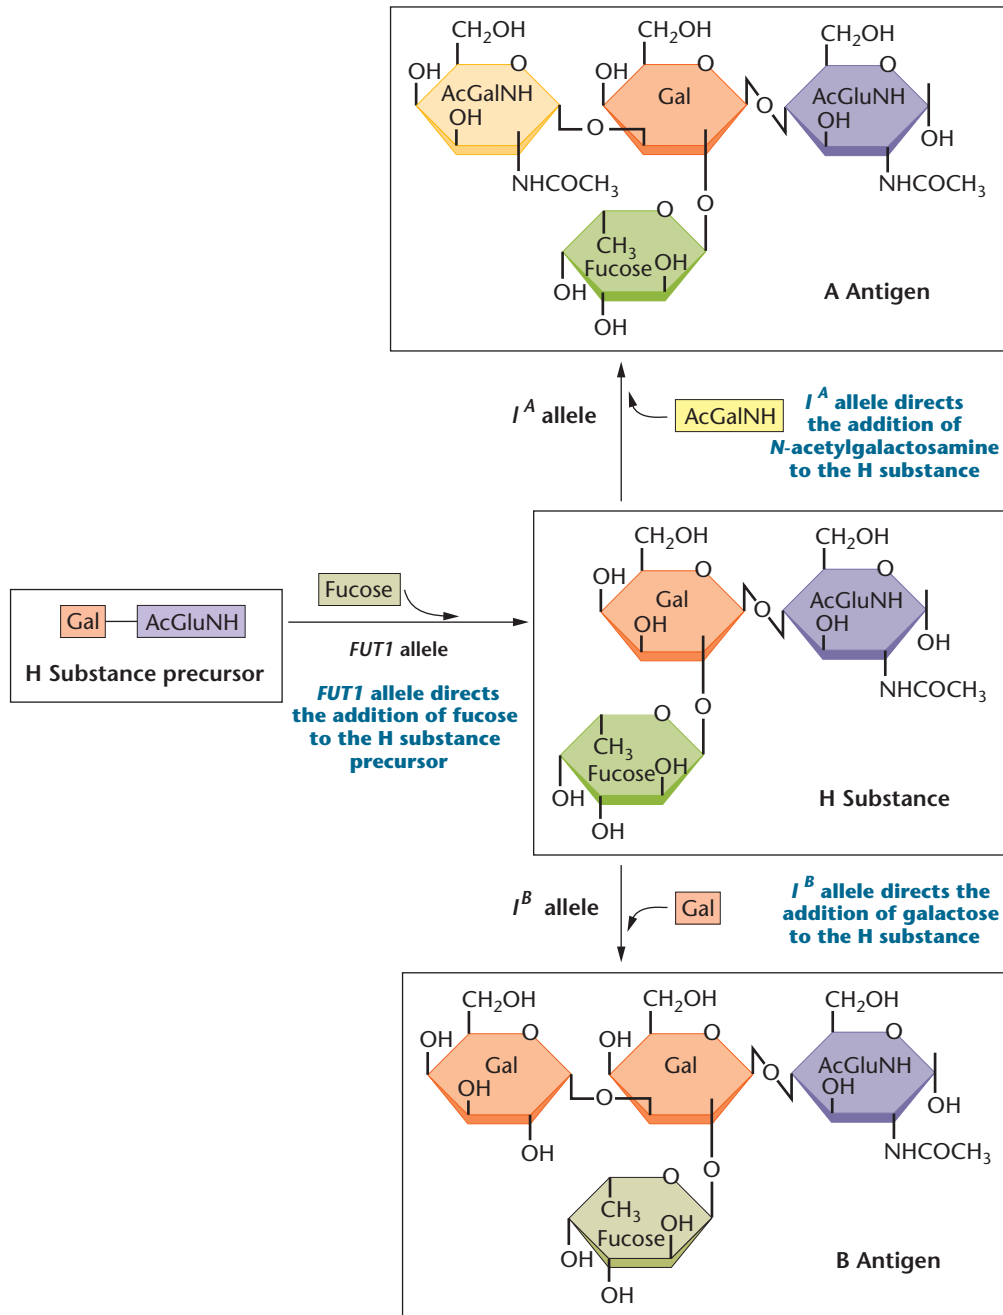 CH2OH CH2OH CH2OH
OH O OH O O
AcGalNH Gal AcGluNH
OH O O OH OH
NHCOCH3 NHCOCH3
O
O
CH3
Fucose OH
OH
OH
A Antigen
I A allele
AcGalNH
I A allele directs
the addition of
N-acetylgalactosamine
to the H substance
CH2OH CH2OH
OH O O
Gal AcGluNH
OH O OH OH
NHCOCH3
O
O
CH3
Fucose OH
OH
OH
H Substance
Gal AcGluNH
H Substance precursor
Fucose
FUT1 allele
FUT1 allele directs
the addition of fucose
to the H substance
precursor
I B allele
Gal
I B allele directs the
addition of galactose
to the H substance
CH2OH CH2OH CH2OH
OH O OH O O
Gal Gal AcGluNH
OH O O OH OH
OH NHCOCH3
O
O
CH3
Fucose OH
OH
OH
B Antigen